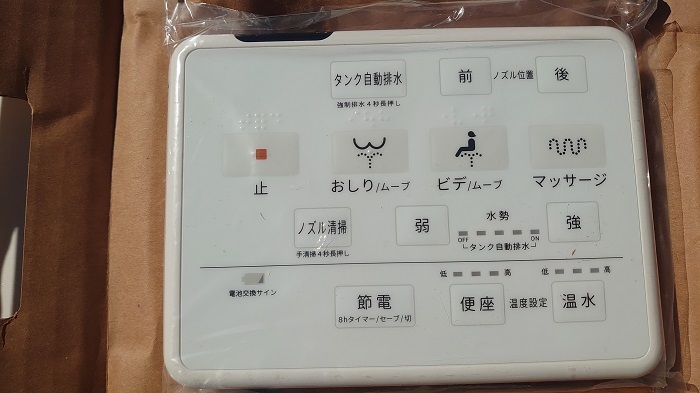 タンク自動排水
強制排水4秒長押し
前
ノズル位置
後
止
おしり/ムーブ
ビデ/ムーブ
マッサージ
ノズル清掃
手清掃4秒長押し
弱
水勢
OFF ON
タンク自動排水
強
電池交換サイン
節電
8hタイマー/セーブ/切
低 高
便座
温度設定
低 高
温水